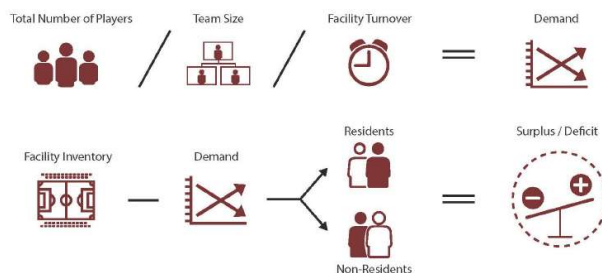 Total Number of Players
Team Size
Facility Turnover
Demand
Facility Inventory
Demand
Residents
Non-Residents
Surplus / Deficit